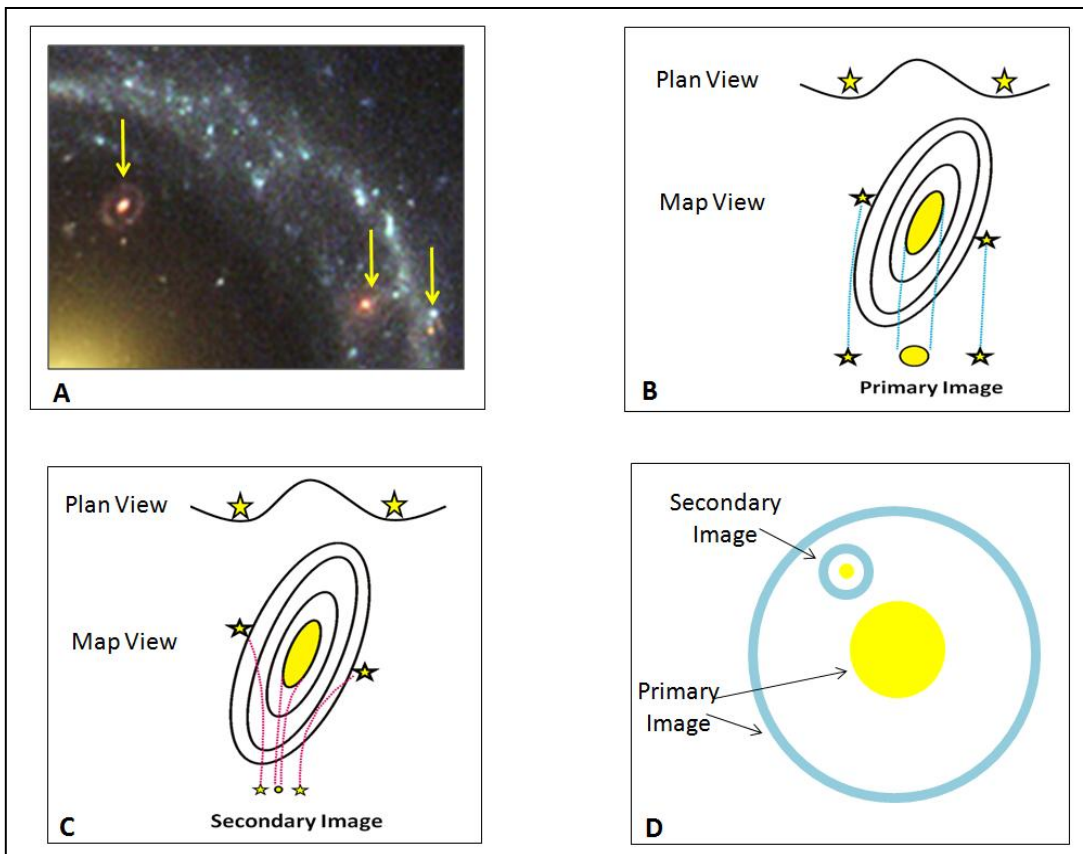 A
Plan View
Map View
Primary Image
B
Plan View
Map View
Secondary Image
C
Secondary
Image
Primary
Image
D